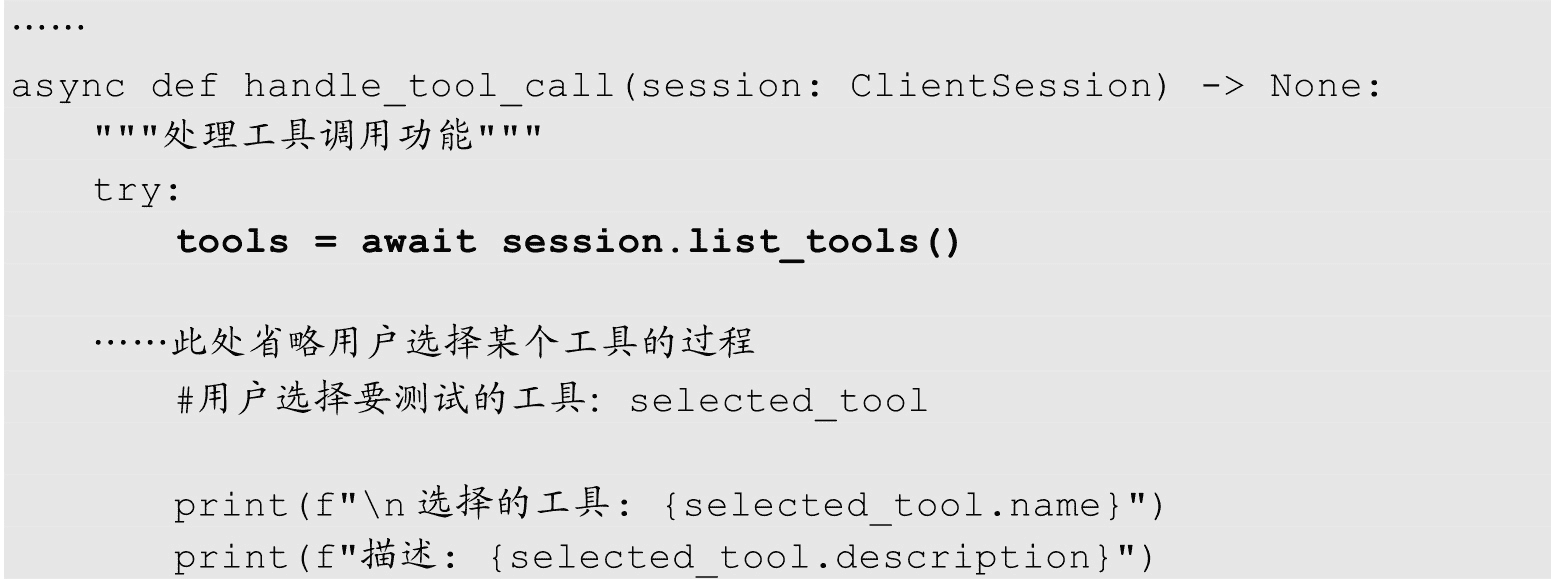 ……
async def handle_tool_call(session: ClientSession) -> None:
    """处理工具调用功能"""
    try:
        tools = await session.list_tools()
    ……此处省略用户选择某个工具的过程
        #用户选择要测试的工具: selected_tool
        print(f"\n 选择的工具: {selected_tool.name}")
        print(f"描述: {selected_tool.description}")